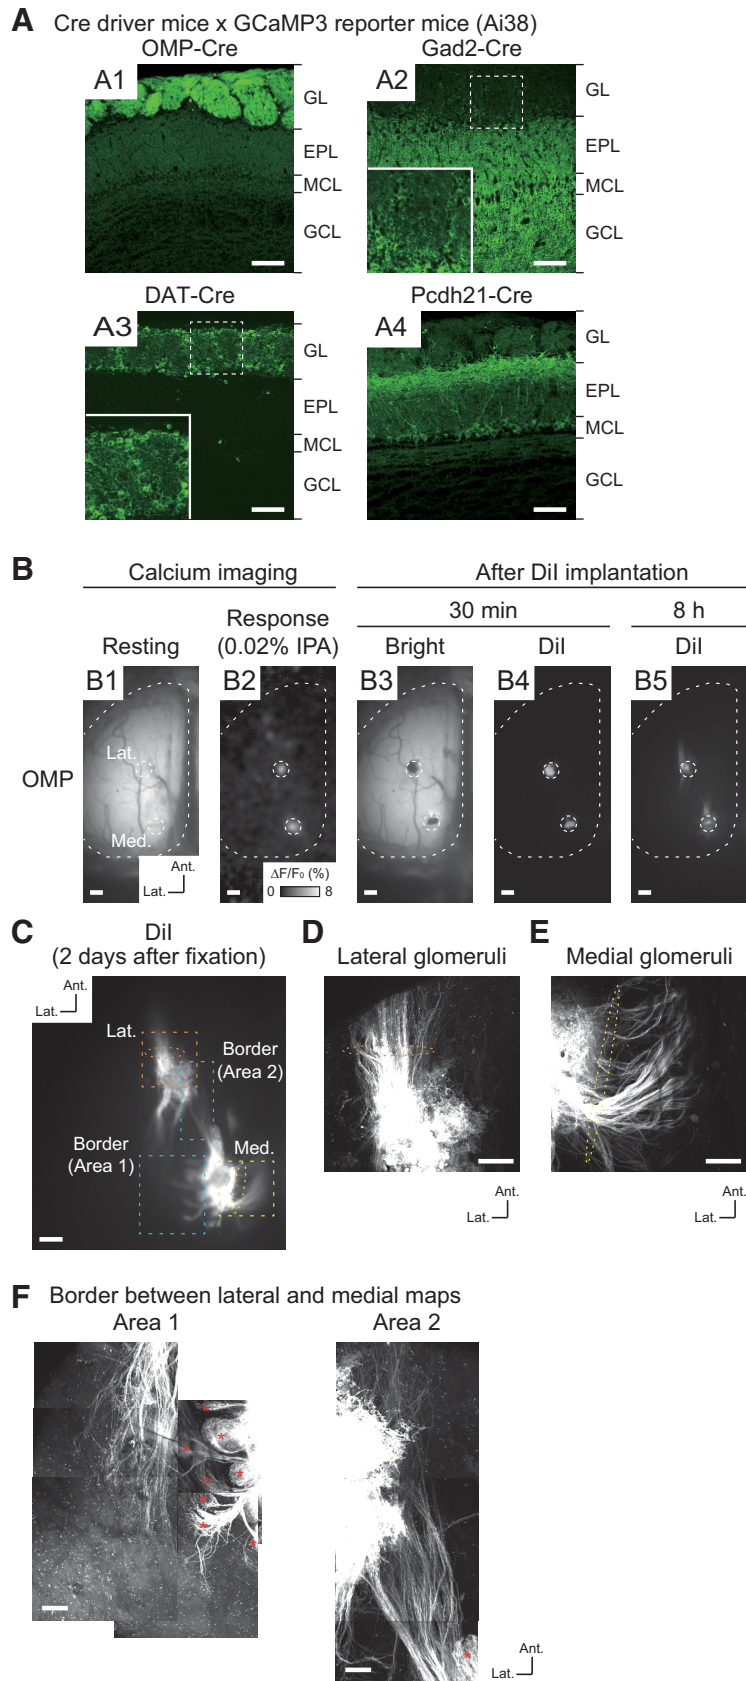 A Cre driver mice x GCaMP3 reporter mice (Ai38)
OMP-Cre
Gad2-Cre
A1
GL
EPL
MCL
GCL
A2
GL
EPL
MCL
GCL
DAT-Cre
Pcdh21-Cre
A3
GL
EPL
MCL
GCL
A4
GL
EPL
MCL
GCL
B
Calcium imaging
After DiI implantation
Resting
Response
(0.02% IPA)
30 min
8 h
Bright
DiI
DiI
OMP
B1
Lat.
Med.
Ant.
Lat.
B2
ΔF/F₀ (%)
0 8
B3
B4
B5
C
DiI
(2 days after fixation)
Ant.
Lat.
Lat.
Border
(Area 2)
Border
(Area 1)
Med.
D
Lateral glomeruli
Ant.
Lat.
E
Medial glomeruli
Ant.
Lat.
F Border between lateral and medial maps
Area 1
Area 2
* * * * * * *
*
Ant.
Lat.